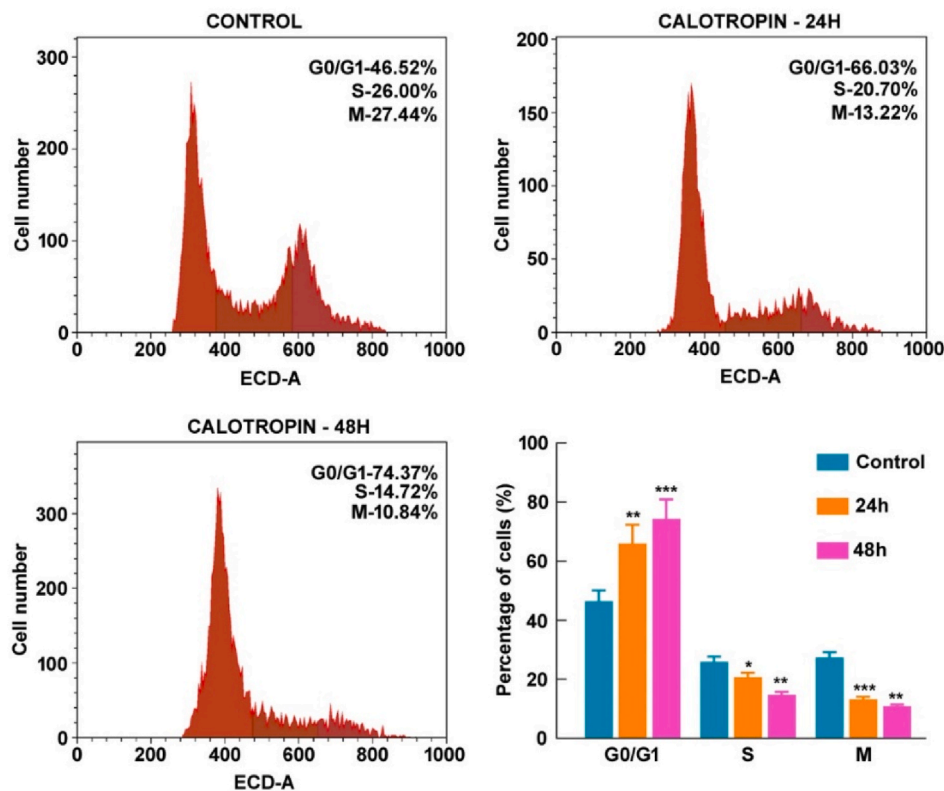 CONTROL
300
200
100
0
Cell number
G0/G1-46.52%
S-26.00%
M-27.44%
0 200 400 600 800 1000
ECD-A
CALOTROPIN - 24H
200
150
100
50
0
Cell number
G0/G1-66.03%
S-20.70%
M-13.22%
0 200 400 600 800 1000
ECD-A
CALOTROPIN - 48H
300
200
100
0
Cell number
G0/G1-74.37%
S-14.72%
M-10.84%
0 200 400 600 800 1000
ECD-A
100
80
60
40
20
0
Percentage of cells (%)
Control
24h
48h
** ***
* **
*** **
G0/G1 S M